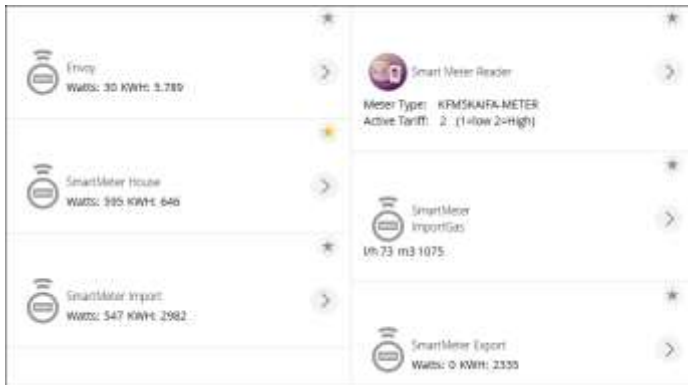 Envoy
Watts: 30 KWH: 3.789
SmartMeter House
Watts: 595 KWH: 646
SmartMeter Import
Watts: 547 KWH: 2982
Smart Meter Reader
Meter Type: KFM5KAIFA-METER
Active Tariff: 2 (1=low 2=High)
SmartMeter
ImportGas
l/h 73 m3 1075
SmartMeter Export
Watts: 0 KWH: 2335